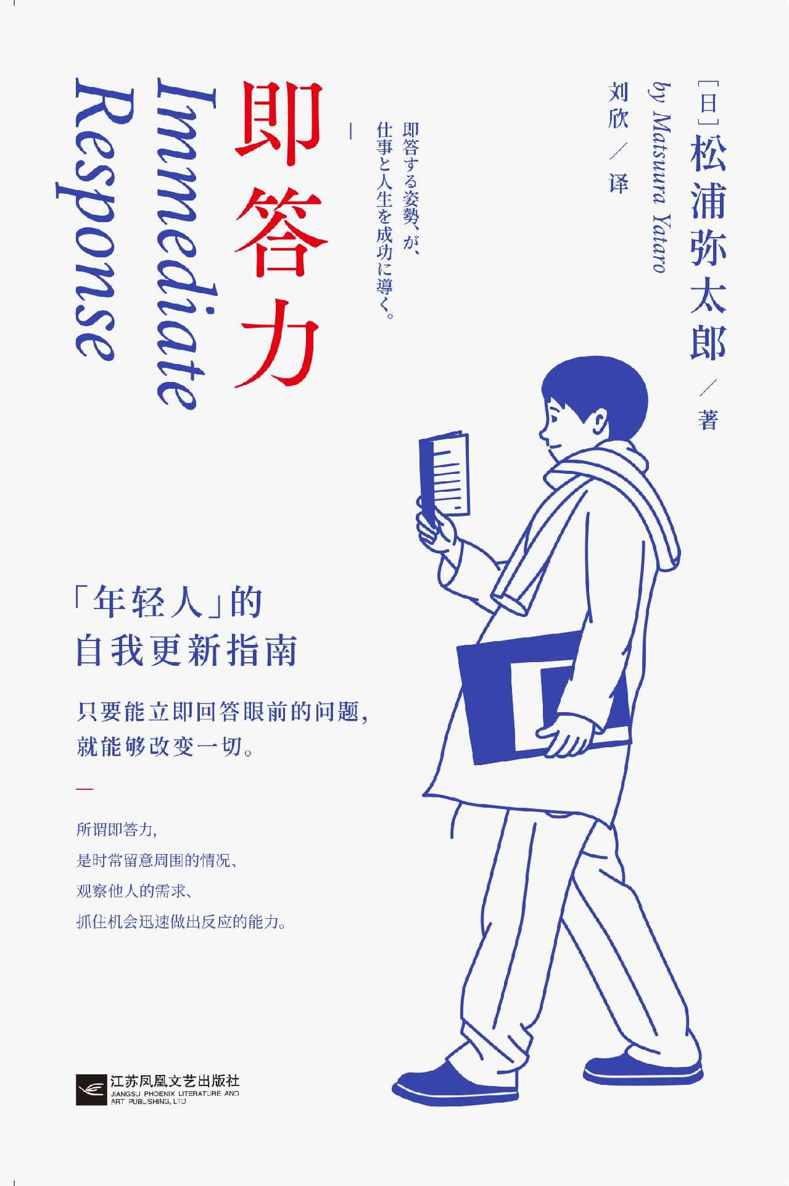 [日]松浦弥太郎／著
by Matsuura Yataro
刘欣／译
即答する姿勢、が、
仕事と人生を成功に導く。
即答力
Immediate
Response
「年轻人」的
自我更新指南
只要能立即回答眼前的问题，
就能够改变一切。
所谓即答力，
是时常留意周围的情况、
观察他人的需求、
抓住机会迅速做出反应的能力。
江苏凤凰文艺出版社
JIANGSU PHOENIX LITERATURE AND
ART PUBLISHING, LTD